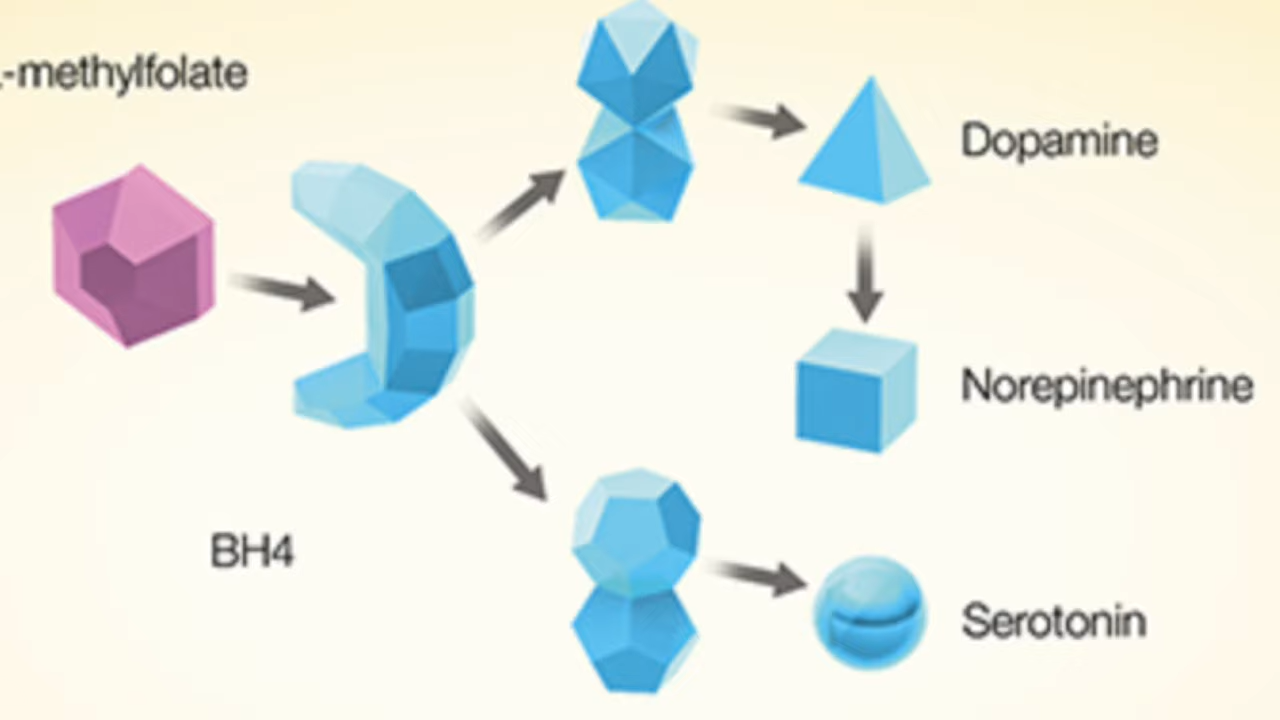 -methylfolate
Dopamine
Norepinephrine
BH4
Serotonin